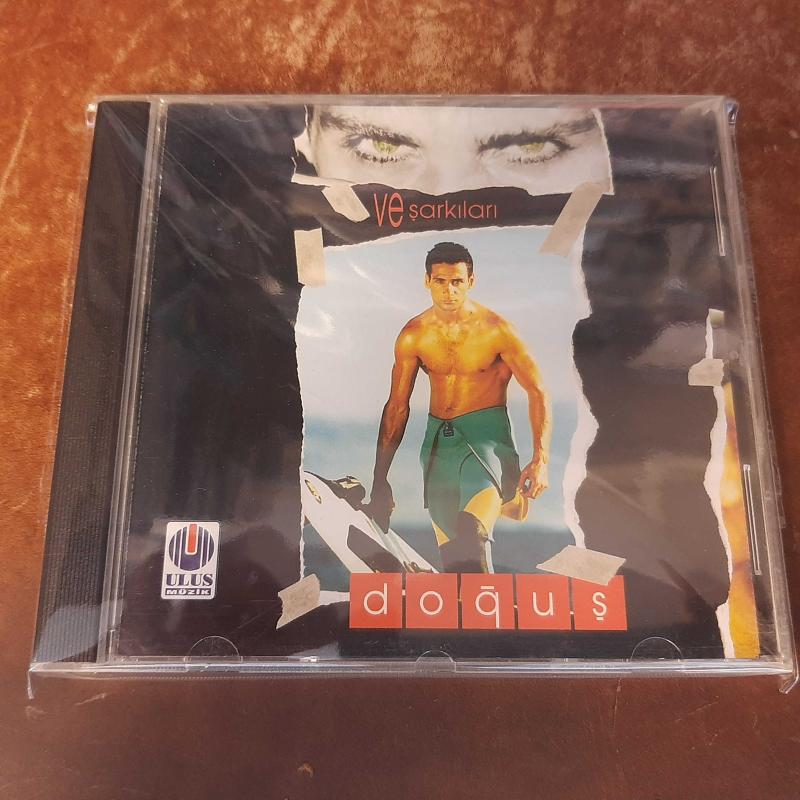 ve şarkıları
doğuş
ULUS
MÜZİK